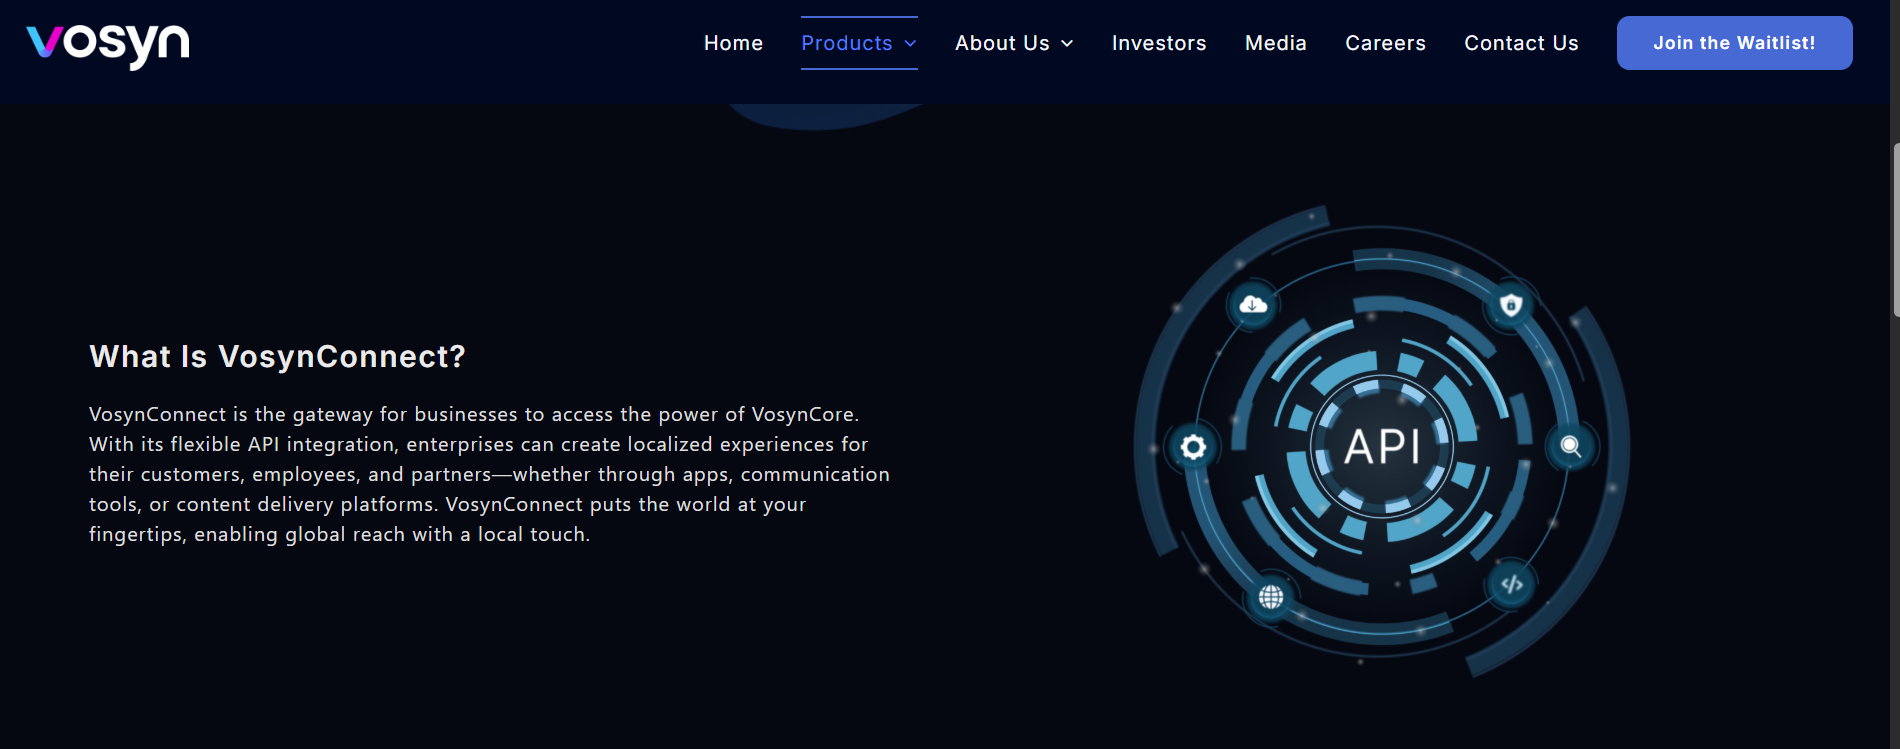 vosyn
Home
Products
About Us
Investors
Media
Careers
Contact Us
Join the Waitlist!
What Is VosynConnect?
VosynConnect is the gateway for businesses to access the power of VosynCore.
With its flexible API integration, enterprises can create localized experiences for
their customers, employees, and partners—whether through apps, communication
tools, or content delivery platforms. VosynConnect puts the world at your
fingertips, enabling global reach with a local touch.
API